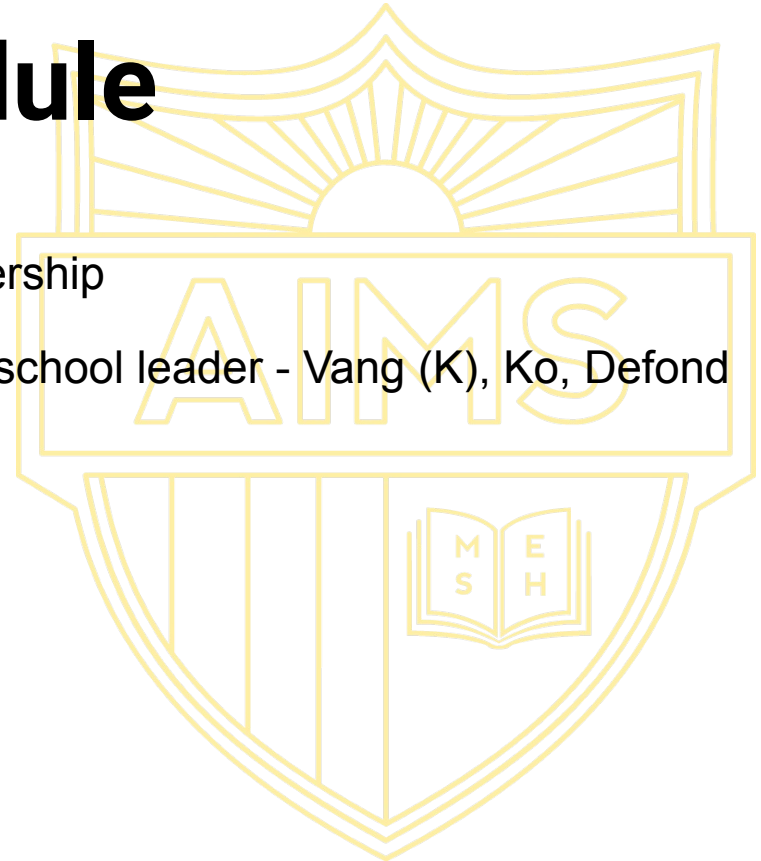 dule
ership
school leader - Vang (K), Ko, Defond
AIMS
M E
S H